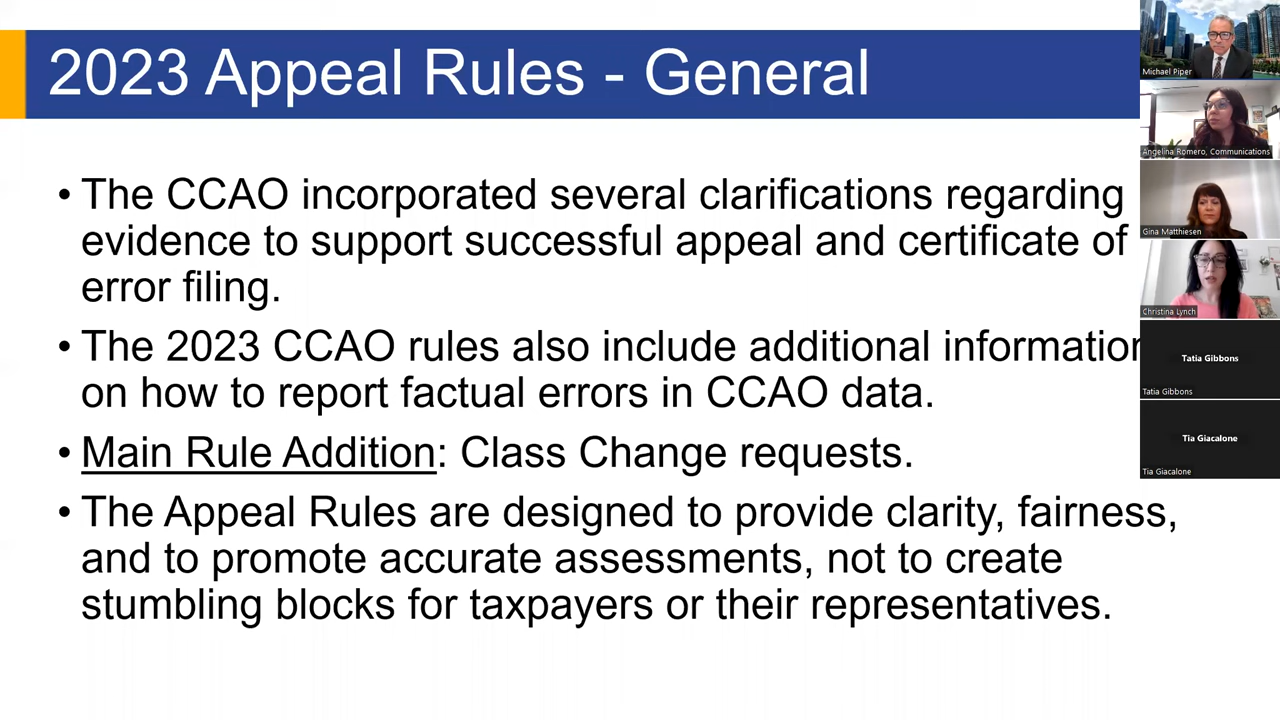 2023 Appeal Rules - General
• The CCAO incorporated several clarifications regarding
evidence to support successful appeal and certificate of
error filing.
• The 2023 CCAO rules also include additional information
on how to report factual errors in CCAO data.
• Main Rule Addition: Class Change requests.
• The Appeal Rules are designed to provide clarity, fairness,
and to promote accurate assessments, not to create
stumbling blocks for taxpayers or their representatives.
Michael Piper
Angelina Romero, Communications
Gina Matthiesen
Christina Lynch
Tatia Gibbons
Tatia Gibbons
Tia Giacalone
Tia Giacalone